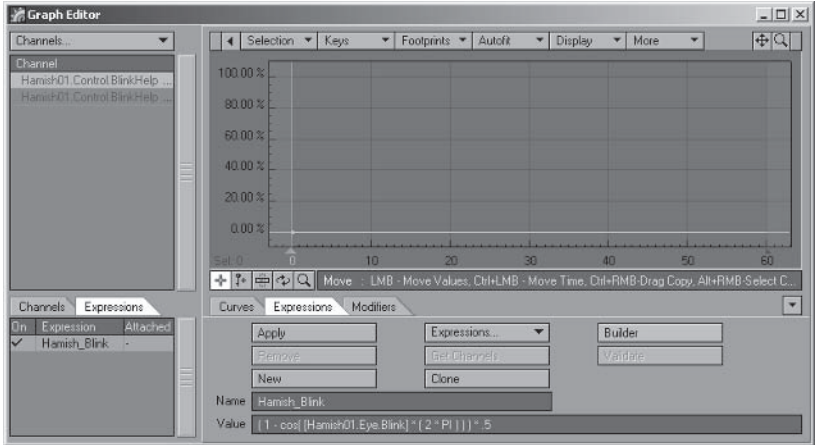 Graph Editor
Channels...
Selection Keys Footprints Autofit Display More
Channel
Hamish01.Control.BlinkHelp ...
Hamish01.Control.BlinkHelp ...
100.00 %
80.00 %
60.00 %
40.00 %
20.00 %
0.00 %
Sel: 0
0 10 20 30 40 50 60
Move : LMB - Move Values, Ctrl+LMB - Move Time, Ctrl+RMB-Drag Copy, Alt+RMB-Select C...
Channels Expressions
Curves Expressions Modifiers
On Expression Attached
Hamish_Blink -
Apply Expressions... Builder
Remove Get Channels Validate
New Clone
Name Hamish_Blink
Value ( 1 - cos( [Hamish01.Eye.Blink] * ( 2 * PI ) ) ) * .5